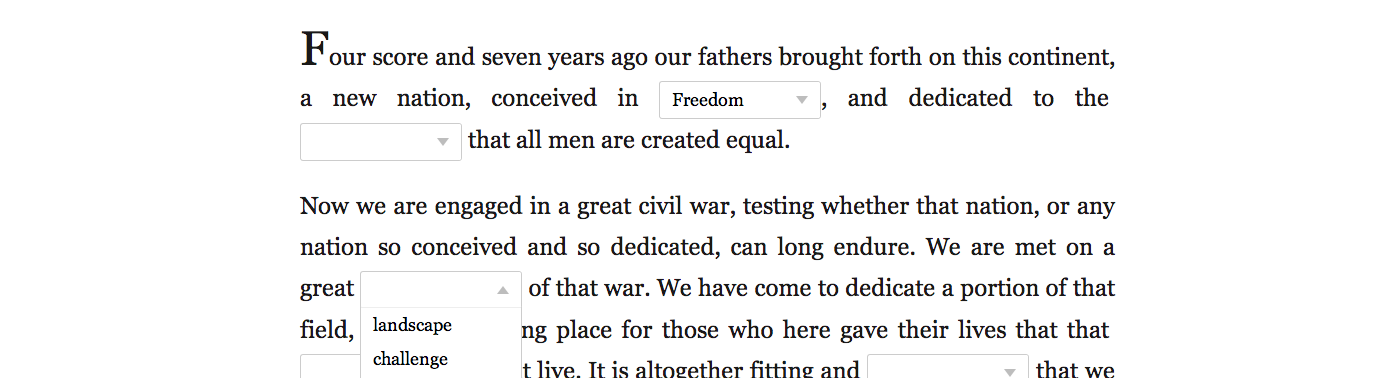 Four score and seven years ago our fathers brought forth on this continent,
a new nation, conceived in Freedom, and dedicated to the
that all men are created equal.
Now we are engaged in a great civil war, testing whether that nation, or any
nation so conceived and so dedicated, can long endure. We are met on a
great of that war. We have come to dedicate a portion of that
landscape
field, ng place for those who here gave their lives that that
challenge
t live. It is altogether fitting and that we